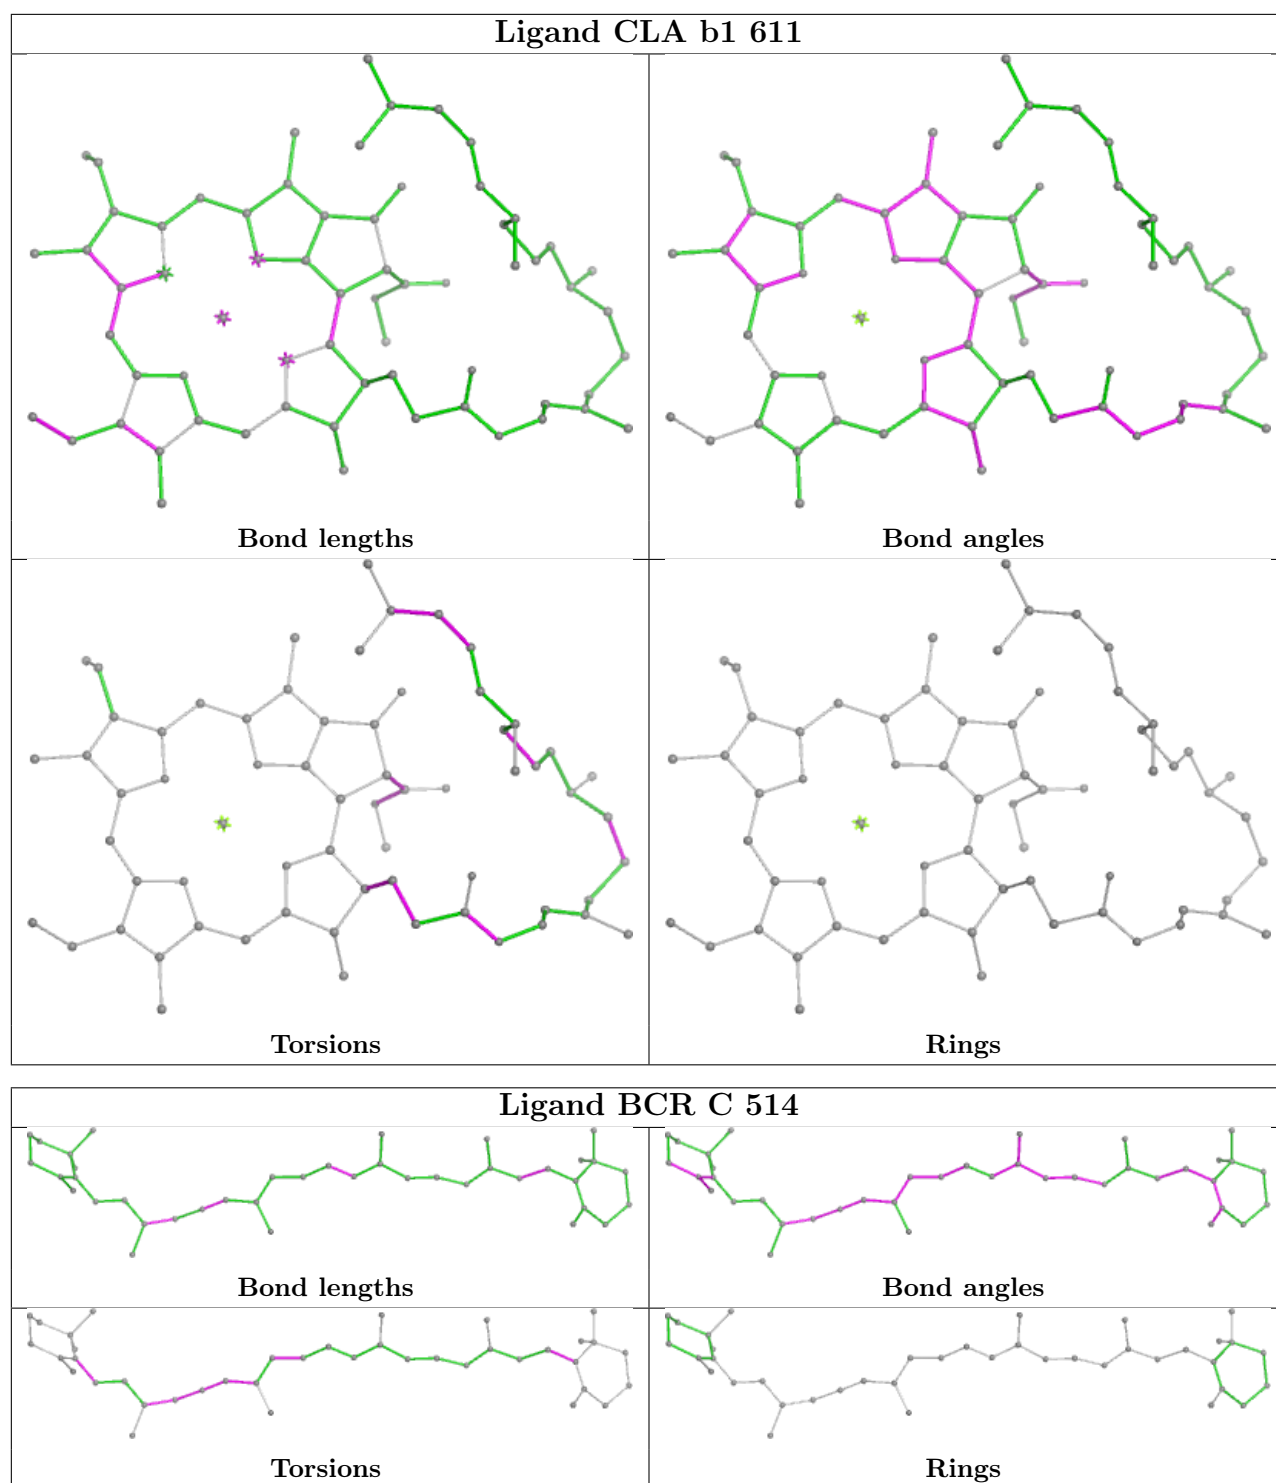 Ligand CLA b1 611
Bond lengths
Bond angles
Torsions
Rings
Ligand BCR C 514
Bond lengths
Bond angles
Torsions
Rings